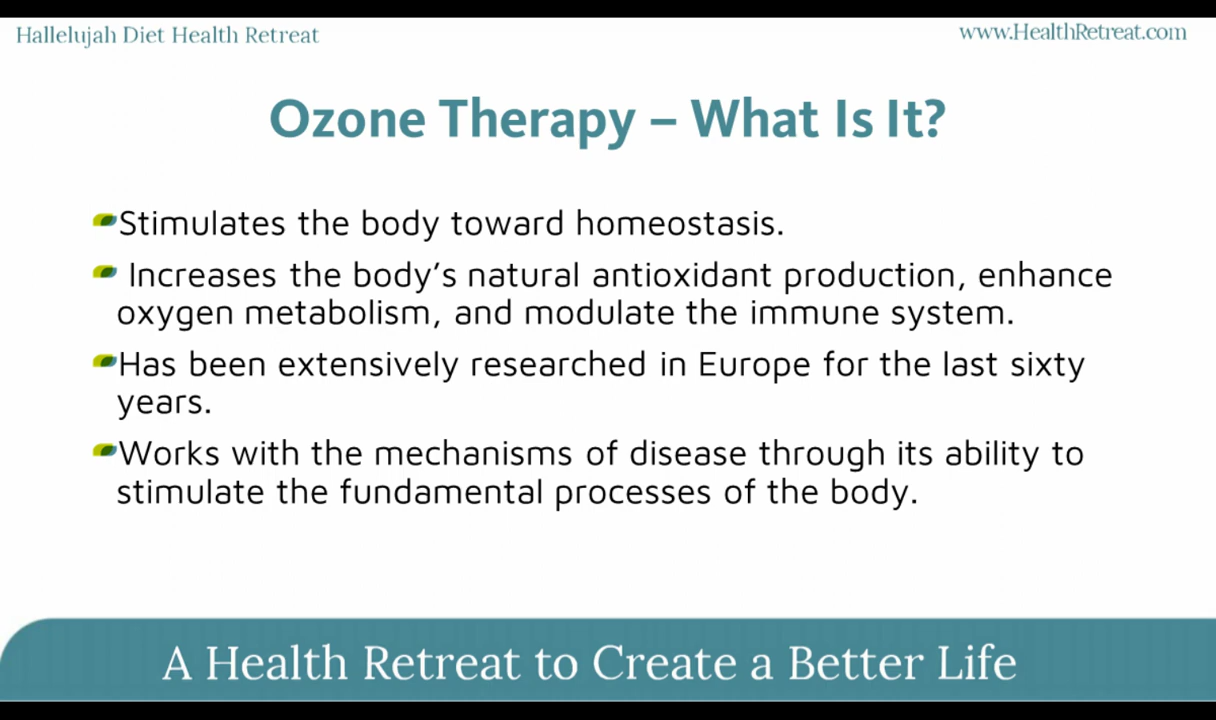 Hallelujah Diet Health Retreat
www.HealthRetreat.com
Ozone Therapy – What Is It?
Stimulates the body toward homeostasis.
Increases the body's natural antioxidant production, enhance
oxygen metabolism, and modulate the immune system.
Has been extensively researched in Europe for the last sixty
years.
Works with the mechanisms of disease through its ability to
stimulate the fundamental processes of the body.
A Health Retreat to Create a Better Life